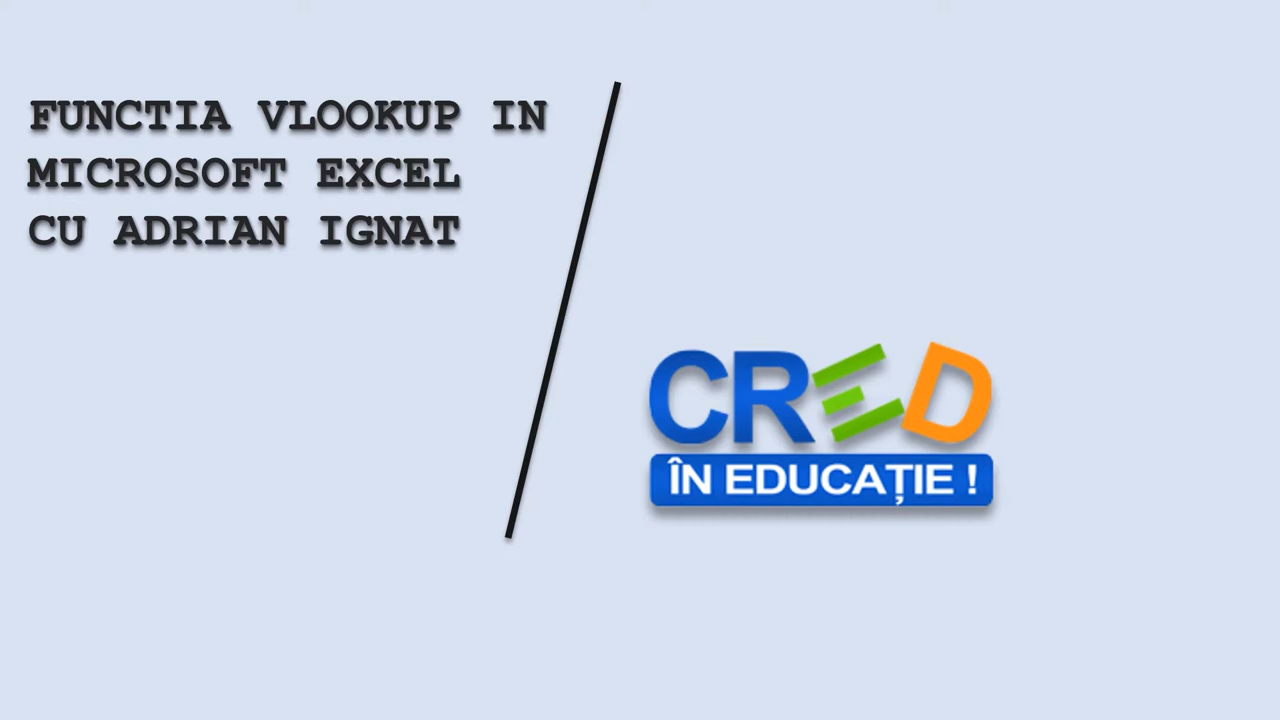 FUNCTIA VLOOKUP IN
MICROSOFT EXCEL
CU ADRIAN IGNAT
CRED
ÎN EDUCAȚIE !